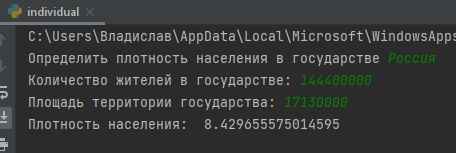 individual
C:\Users\Владислав\AppData\Local\Microsoft\WindowsApps
Определить плотность населения в государстве Россия
Количество жителей в государстве: 144400000
Площадь территории государства: 17130000
Плотность населения:  8.429655575014595